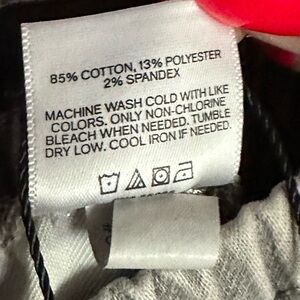 85% COTTON, 13% POLYESTER
2% SPANDEX
MACHINE WASH COLD WITH LIKE
COLORS. ONLY NON-CHLORINE
BLEACH WHEN NEEDED. TUMBLE
DRY LOW. COOL IRON IF NEEDED.